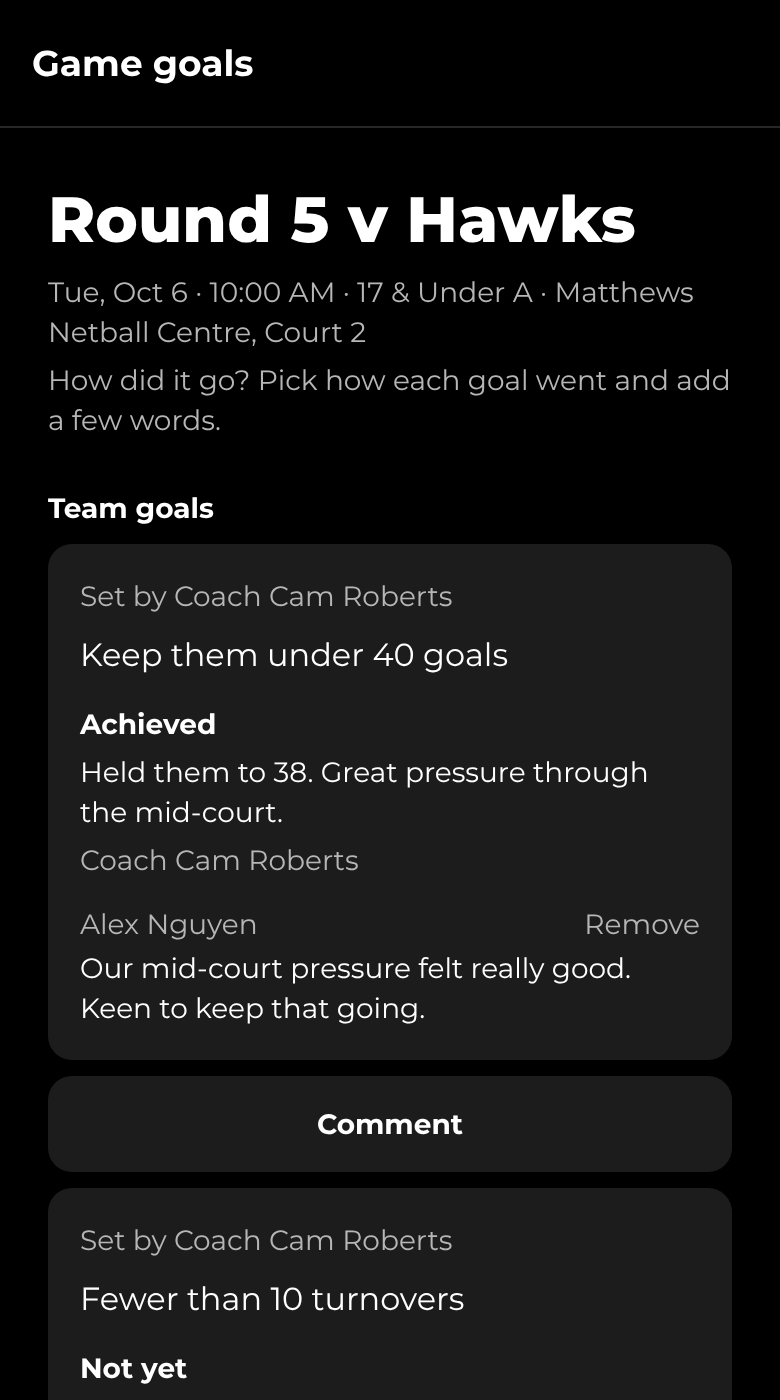 Game goals
Round 5 v Hawks
Tue, Oct 6 · 10:00 AM · 17 & Under A · Matthews
Netball Centre, Court 2
How did it go? Pick how each goal went and add
a few words.
Team goals
Set by Coach Cam Roberts
Keep them under 40 goals
Achieved
Held them to 38. Great pressure through
the mid-court.
Coach Cam Roberts
Alex Nguyen Remove
Our mid-court pressure felt really good.
Keen to keep that going.
Comment
Set by Coach Cam Roberts
Fewer than 10 turnovers
Not yet